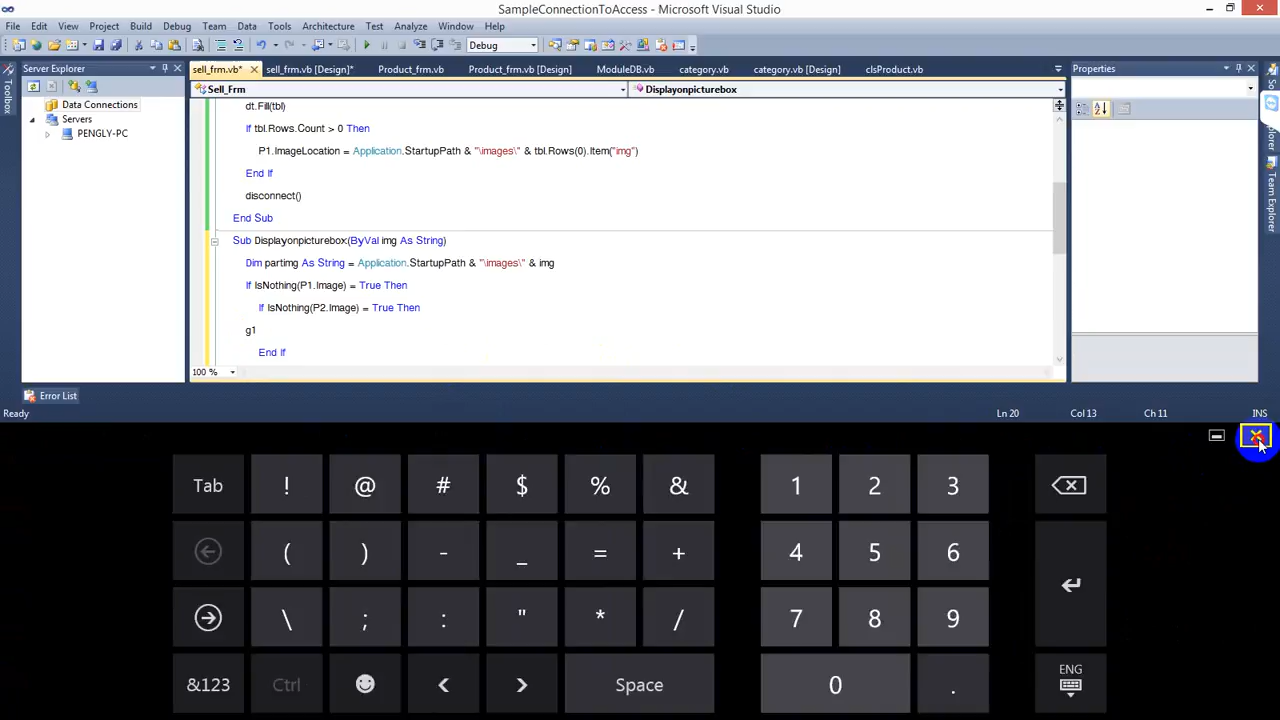 SampleConnectionToAccess - Microsoft Visual Studio
File Edit View Project Build Debug Team Data Tools Architecture Test Analyze Window Help
Debug
Server Explorer
sell_frm.vb* sell_frm.vb [Design]* Product_frm.vb Product_frm.vb [Design] ModuleDB.vb category.vb category.vb [Design] clsProduct.vb
Properties
Toolbox
Sell_Frm Displayonpicturebox
Data Connections
Servers
PENGLY-PC
dt.Fill(tbl)
If tbl.Rows.Count > 0 Then
P1.ImageLocation = Application.StartupPath & "\images\" & tbl.Rows(0).Item("img")
End If
disconnect()
End Sub
Sub Displayonpicturebox(ByVal img As String)
Dim partimg As String = Application.StartupPath & "\images\" & img
If IsNothing(P1.Image) = True Then
If IsNothing(P2.Image) = True Then
g1
End If
Team Explorer
100 %
Error List
Ready Ln 20 Col 13 Ch 11 INS
Tab ! @ # $ % & 1 2 3
( ) - _ = + 4 5 6
\ ; : " * / 7 8 9
&123 Ctrl < > Space 0 . ENG